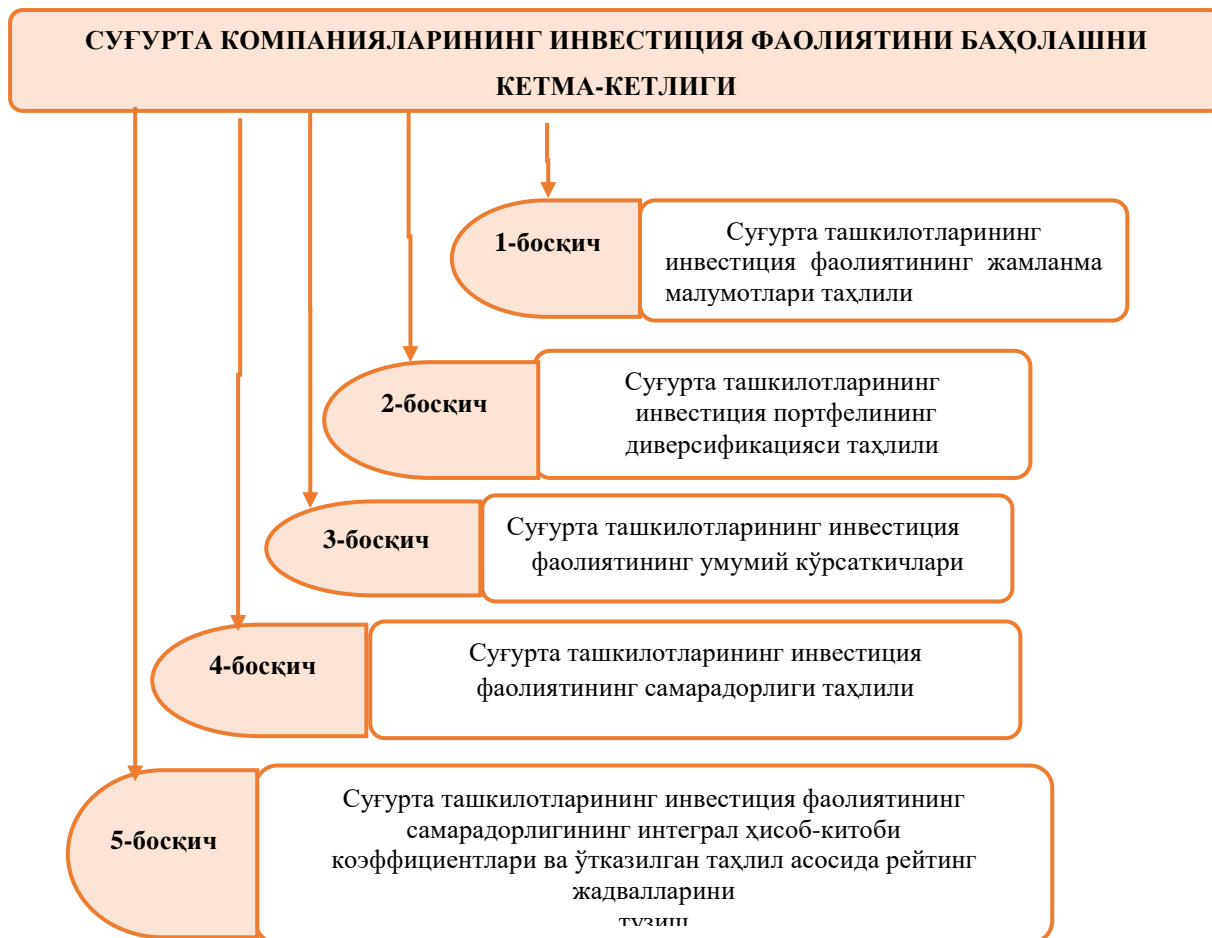 СУҒУРТА КОМПАНИЯЛАРИНИНГ ИНВЕСТИЦИЯ ФАОЛИЯТИНИ БАҲОЛАШНИ
КЕТМА-КЕТЛИГИ
1-босқич
Суғурта ташкилотларининг
инвестиция фаолиятининг жамланма
малумотлари таҳлили
2-босқич
Суғурта ташкилотларининг
инвестиция портфелининг
диверсификацияси таҳлили
3-босқич
Суғурта ташкилотларининг инвестиция
фаолиятининг умумий кўрсаткичлари
4-босқич
Суғурта ташкилотларининг инвестиция
фаолиятининг самарадорлиги таҳлили
5-босқич
Суғурта ташкилотларининг инвестиция фаолиятининг
самарадорлигининг интеграл ҳисоб-китоби
коэффициентлари ва ўтказилган таҳлил асосида рейтинг
жадвалларини
тузиш